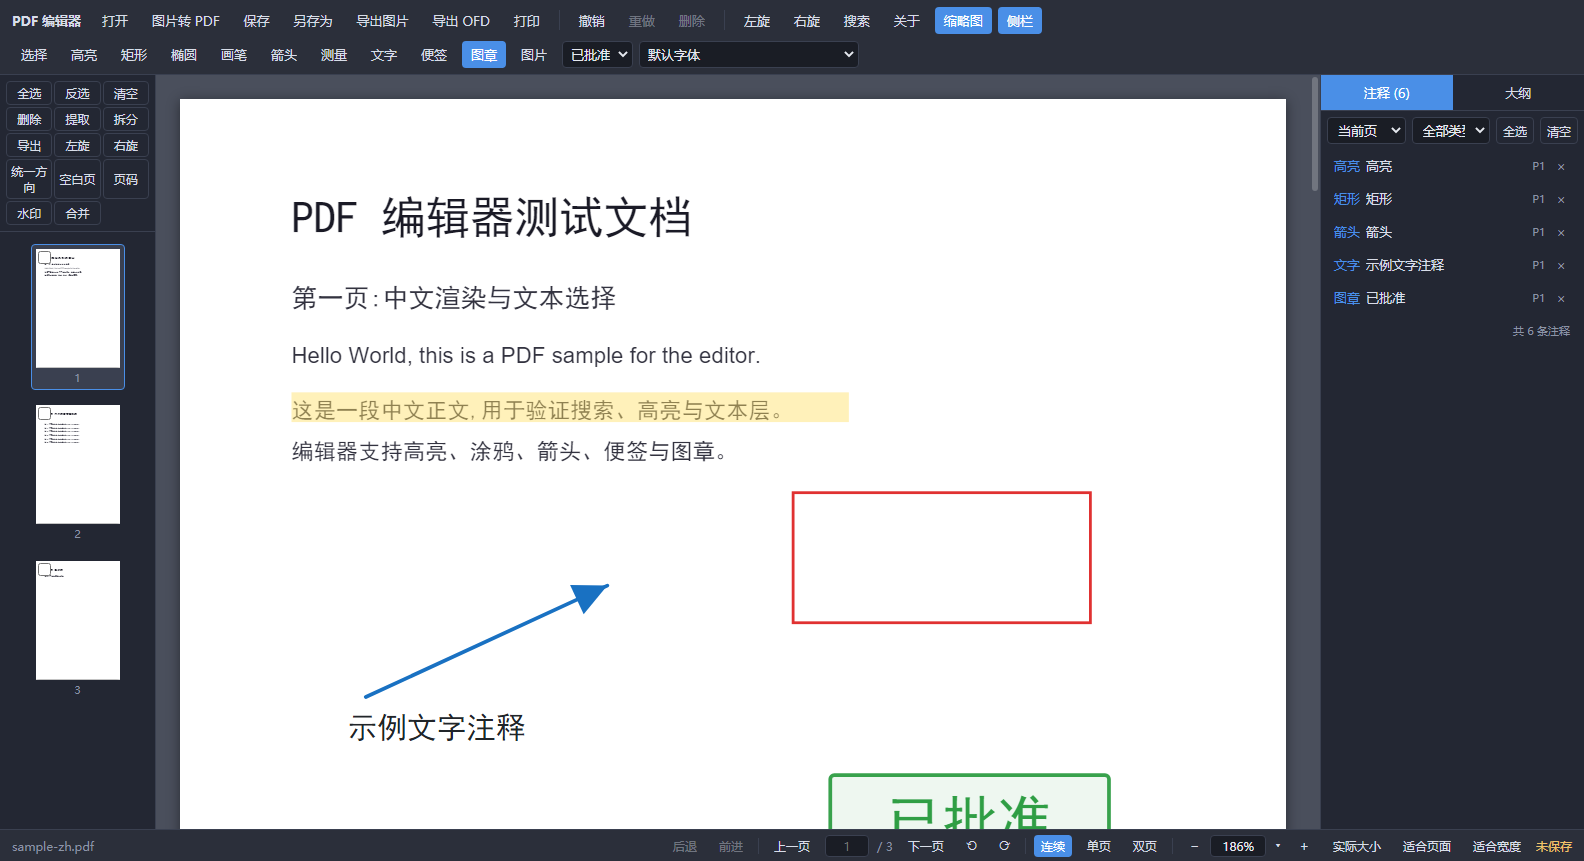 PDF 编辑器 打开 图片转 PDF 保存 另存为 导出图片 导出 OFD 打印 撤销 重做 删除 左旋 右旋 搜索 关于 缩略图 侧栏
选择 高亮 矩形 椭圆 画笔 箭头 测量 文字 便签 图章 图片 已批准 默认字体
全选 反选 清空
删除 提取 拆分
导出 左旋 右旋
统一方向 空白页 页码
水印 合并
1
2
3
PDF 编辑器测试文档
第一页:中文渲染与文本选择
Hello World, this is a PDF sample for the editor.
这是一段中文正文, 用于验证搜索、高亮与文本层。
编辑器支持高亮、涂鸦、箭头、便签与图章。
示例文字注释
已批准
注释 (6) 大纲
当前页 全部类型 全选 清空
高亮 高亮 P1 ×
矩形 矩形 P1 ×
箭头 箭头 P1 ×
文字 示例文字注释 P1 ×
图章 已批准 P1 ×
共 6 条注释
sample-zh.pdf 后退 前进 上一页 1 / 3 下一页 连续 单页 双页 − 186% + 实际大小 适合页面 适合宽度 未保存